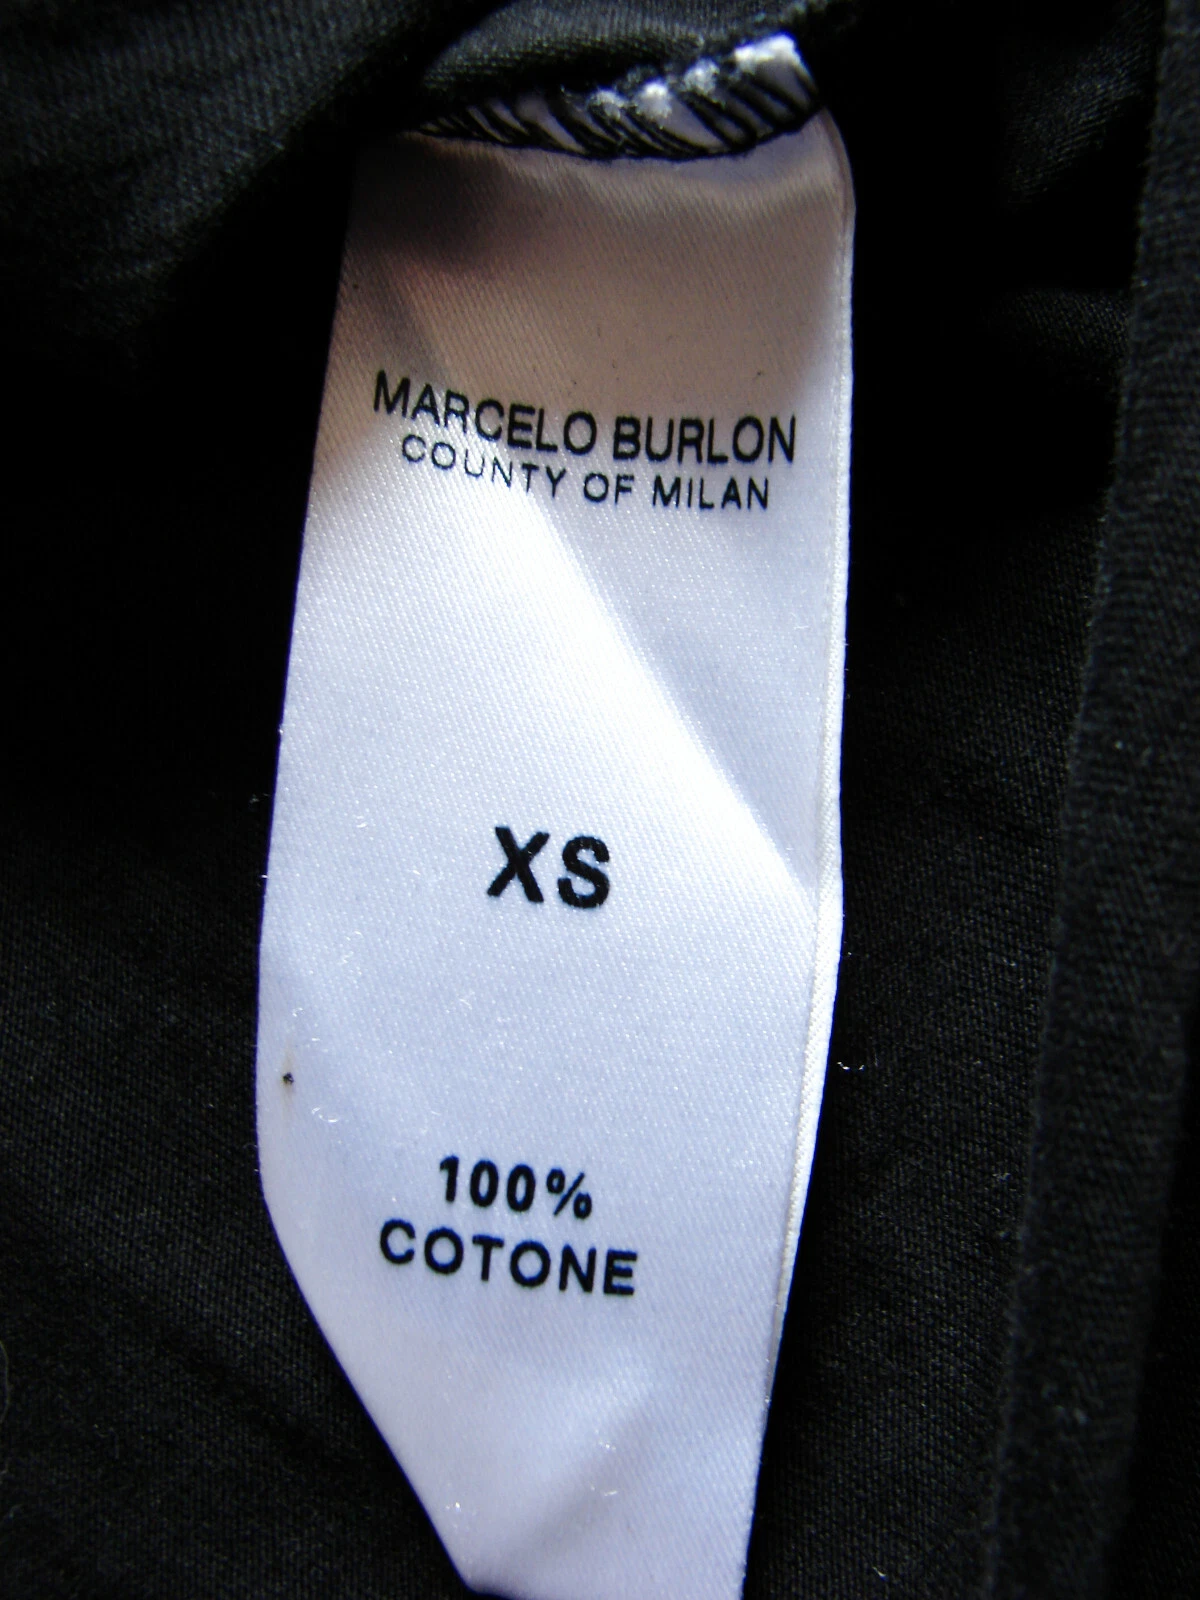 MARCELO BURLON
COUNTY OF MILAN
XS
100%
COTONE